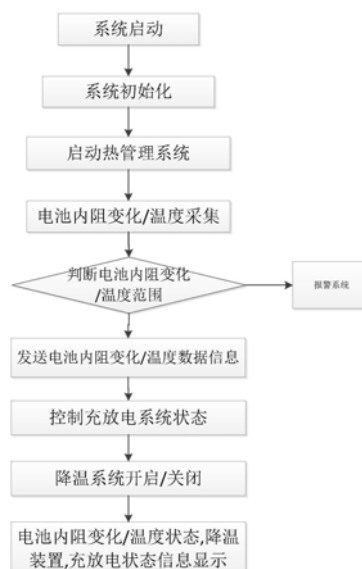 系统启动
系统初始化
启动热管理系统
电池内阻变化/温度采集
判断电池内阻变化
/温度范围
报警系统
发送电池内阻变化/温度数据信息
控制充放电系统状态
降温系统开启/关闭
电池内阻变化/温度状态,降温
装置,充放电状态信息显示